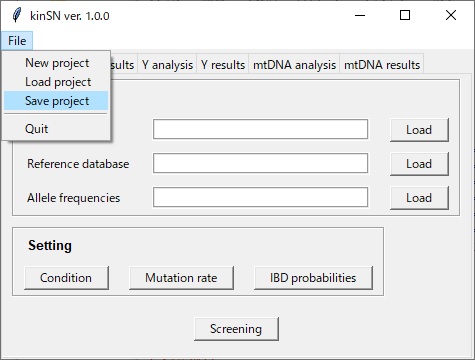 kinSN ver. 1.0.0
File
New project
Load project
Save project
Quit
Y analysis Y results mtDNA analysis mtDNA results
Load
Reference database Load
Allele frequencies Load
Setting
Condition Mutation rate IBD probabilities
Screening